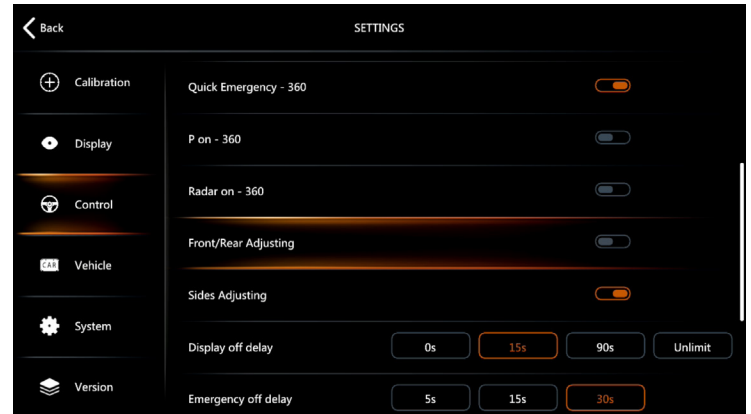 Back
SETTINGS
Calibration
Display
Control
CAR
Vehicle
System
Version
Quick Emergency - 360
P on - 360
Radar on - 360
Front/Rear Adjusting
Sides Adjusting
Display off delay 0s 15s 90s Unlimit
Emergency off delay 5s 15s 30s